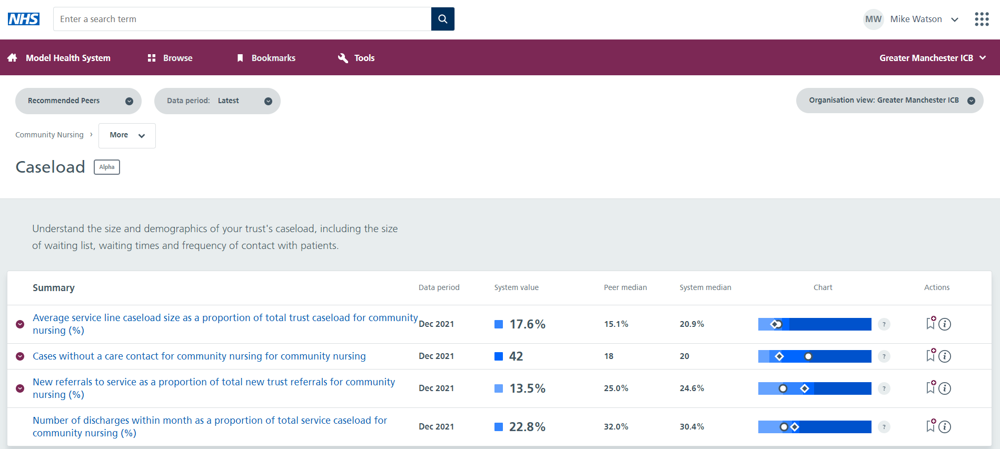 NHS
Enter a search term
MW Mike Watson
Model Health System Browse Bookmarks Tools Greater Manchester ICB
Recommended Peers Data period: Latest Organisation view: Greater Manchester ICB
Community Nursing › More
Caseload Alpha
Understand the size and demographics of your trust's caseload, including the size
of waiting list, waiting times and frequency of contact with patients.
Summary Data period System value Peer median System median Chart Actions
Average service line caseload size as a proportion of total trust caseload for community
nursing (%)
Dec 2021 17.6% 15.1% 20.9% ? i
Cases without a care contact for community nursing for community nursing Dec 2021 42 18 20 ? i
New referrals to service as a proportion of total new trust referrals for community
nursing (%)
Dec 2021 13.5% 25.0% 24.6% ? i
Number of discharges within month as a proportion of total service caseload for
community nursing (%)
Dec 2021 22.8% 32.0% 30.4% ? i